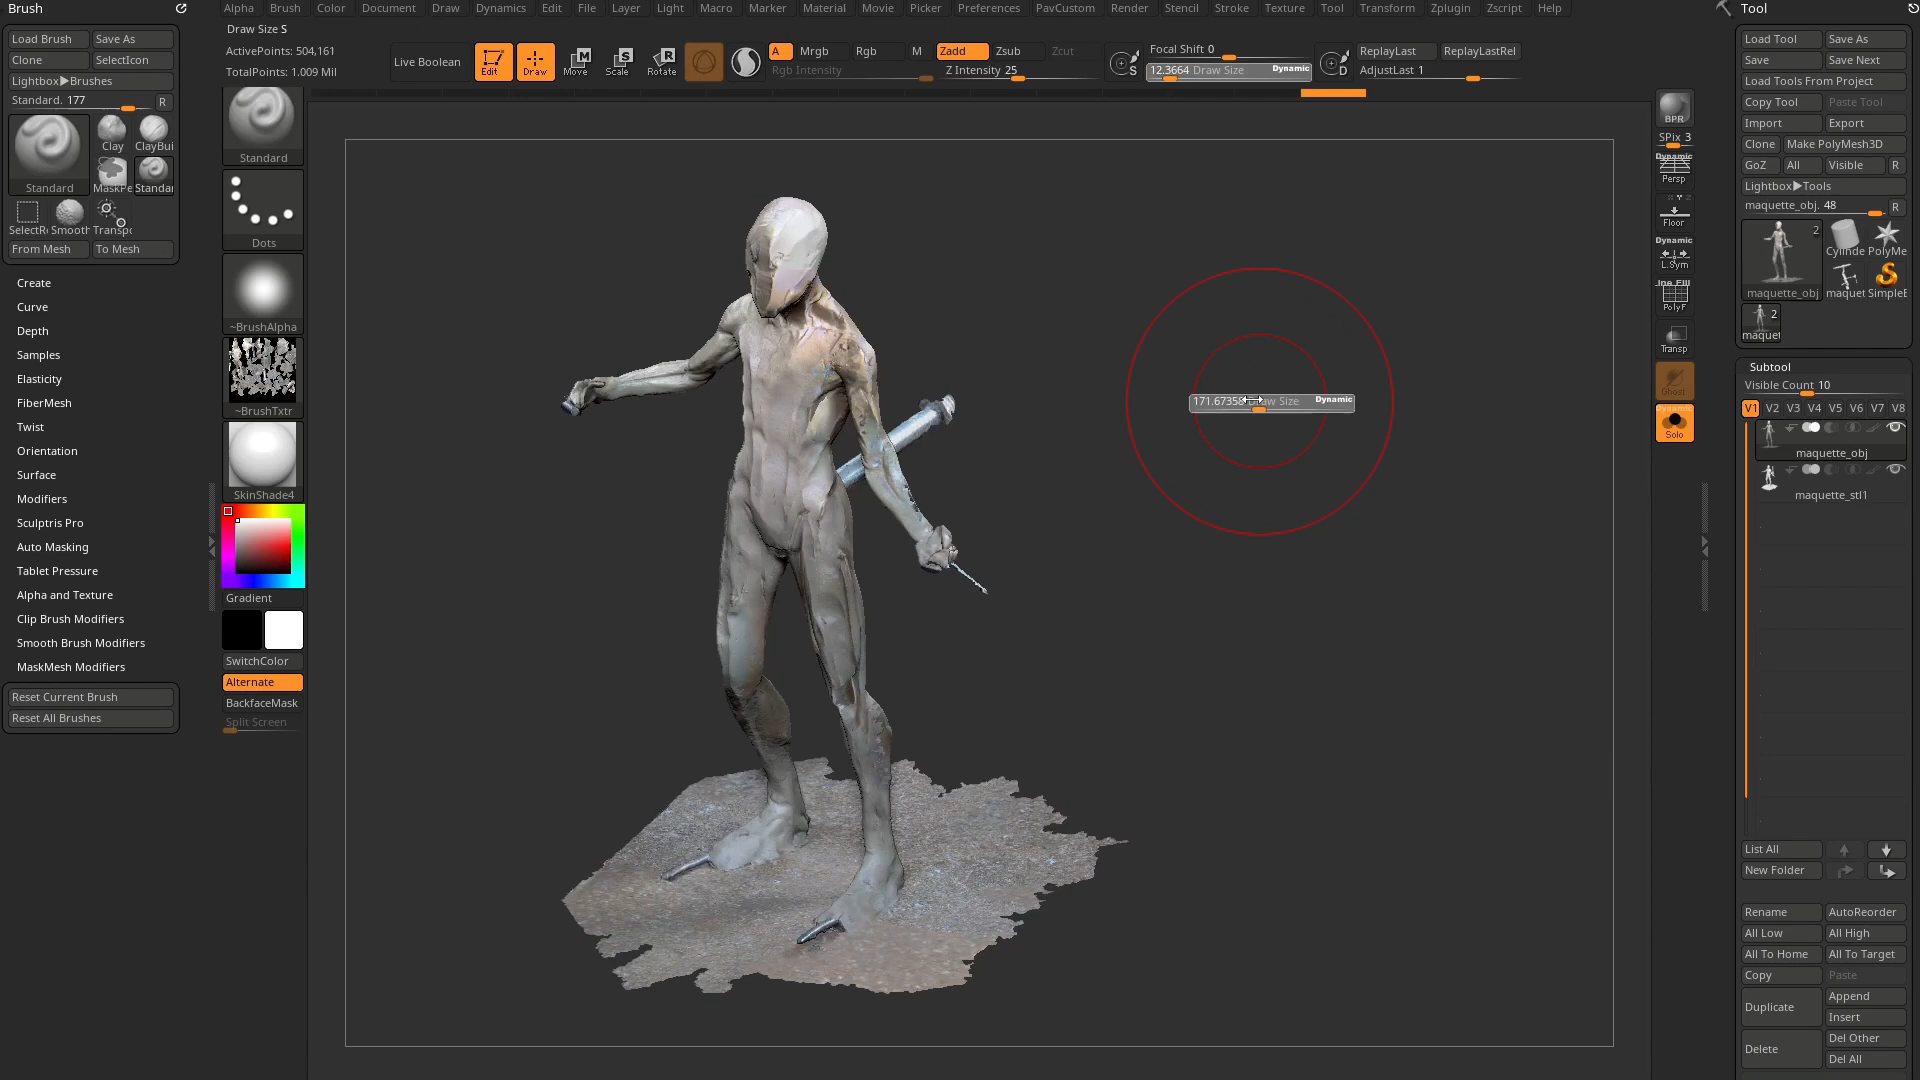 Brush
Alpha Brush Color Document Draw Dynamics Edit File Layer Light Macro Marker Material Movie Picker Preferences PavCustom Render Stencil Stroke Texture Tool Transform Zplugin Zscript Help
Tool
Draw Size S
ActivePoints: 504,161
TotalPoints: 1.009 Mil
Live Boolean
Edit
Draw
Move
Scale
Rotate
A Mrgb Rgb M Zadd Zsub Zcut
Rgb Intensity Z Intensity 25
Focal Shift 0
12.3664 Draw Size Dynamic
ReplayLast ReplayLastRel
AdjustLast 1
Load Brush Save As
Clone SelectIcon
Lightbox▶Brushes
Standard. 177 R
Clay ClayBui
Standard MaskPe Standar
SelectR Smooth Transpo
From Mesh To Mesh
Create
Curve
Depth
Samples
Elasticity
FiberMesh
Twist
Orientation
Surface
Modifiers
Sculptris Pro
Auto Masking
Tablet Pressure
Alpha and Texture
Clip Brush Modifiers
Smooth Brush Modifiers
MaskMesh Modifiers
Reset Current Brush
Reset All Brushes
Standard
Dots
~BrushAlpha
~BrushTxtr
SkinShade4
Gradient
SwitchColor
Alternate
BackfaceMask
Split Screen
Draw Size Dynamic
BPR
SPix 3
Dynamic
Persp
Floor
Dynamic
L.Sym
Line Fill
PolyF
Transp
Ghost
Dynamic
Solo
Load Tool Save As
Save Save Next
Load Tools From Project
Copy Tool Paste Tool
Import Export
Clone Make PolyMesh3D
GoZ All Visible R
Lightbox▶Tools
maquette_obj. 48 R
2
Cylinde PolyMe
maquette_obj maquet SimpleB
2
maquet
Subtool
Visible Count 10
V1 V2 V3 V4 V5 V6 V7 V8
maquette_obj
maquette_stl1
List All
New Folder
Rename AutoReorder
All Low All High
All To Home All To Target
Copy Paste
Duplicate Append
Insert
Delete Del Other
Del All